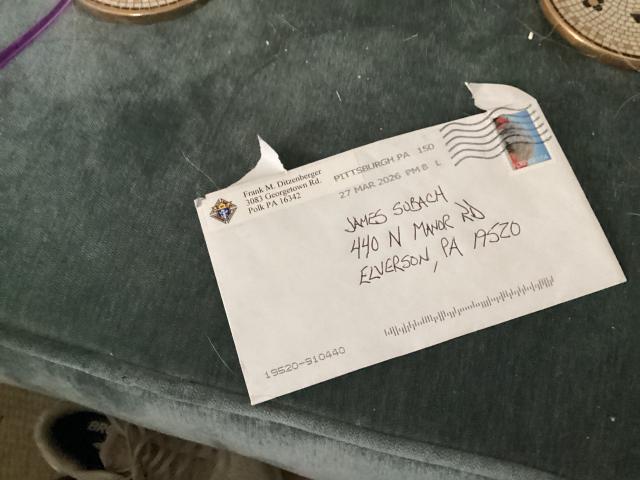 Frank M. Ditzenberger
3083 Georgetown Rd.
Polk PA 16342
PITTSBURGH PA 150
27 MAR 2026 PM 8 L
JAMES SUBACH
440 N MANOR RD
ELVERSON, PA 19520
19520-910440